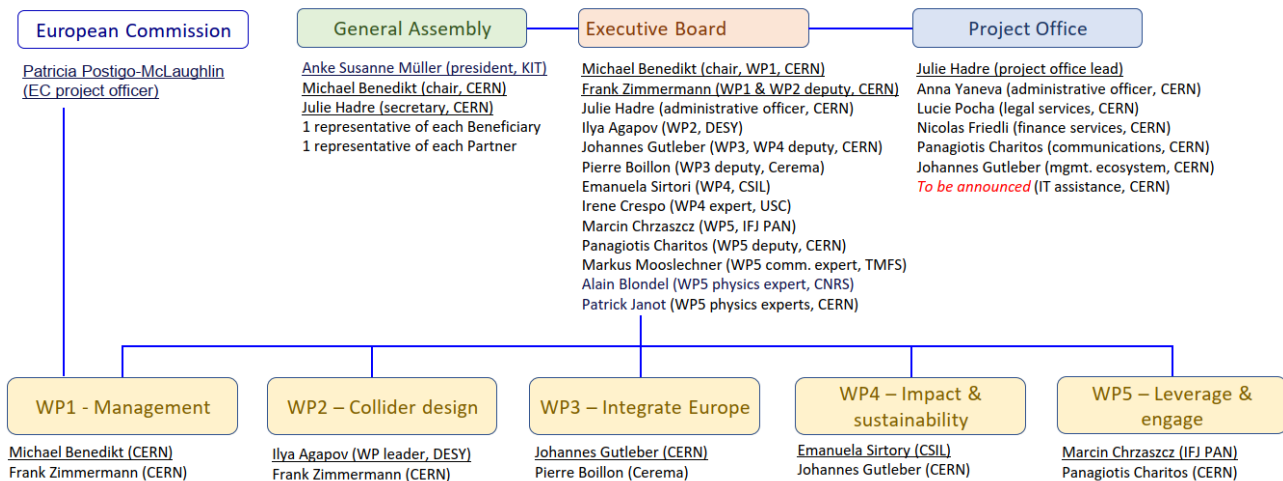 European Commission
Patricia Postigo-McLaughlin
(EC project officer)
General Assembly
Anke Susanne Müller (president, KIT)
Michael Benedikt (chair, CERN)
Julie Hadre (secretary, CERN)
1 representative of each Beneficiary
1 representative of each Partner
Executive Board
Michael Benedikt (chair, WP1, CERN)
Frank Zimmermann (WP1 & WP2 deputy, CERN)
Julie Hadre (administrative officer, CERN)
Ilya Agapov (WP2, DESY)
Johannes Gutleber (WP3, WP4 deputy, CERN)
Pierre Boillon (WP3 deputy, Cerema)
Emanuela Sirtori (WP4, CSIL)
Irene Crespo (WP4 expert, USC)
Marcin Chrzaszcz (WP5, IFJ PAN)
Panagiotis Charitos (WP5 deputy, CERN)
Markus Mooslechner (WP5 comm. expert, TMFS)
Alain Blondel (WP5 physics expert, CNRS)
Patrick Janot (WP5 physics experts, CERN)
Project Office
Julie Hadre (project office lead)
Anna Yaneva (administrative officer, CERN)
Lucie Pocha (legal services, CERN)
Nicolas Friedli (finance services, CERN)
Panagiotis Charitos (communications, CERN)
Johannes Gutleber (mgmt. ecosystem, CERN)
To be announced (IT assistance, CERN)
WP1 - Management
Michael Benedikt (CERN)
Frank Zimmermann (CERN)
WP2 – Collider design
Ilya Agapov (WP leader, DESY)
Frank Zimmermann (CERN)
WP3 – Integrate Europe
Johannes Gutleber (CERN)
Pierre Boillon (Cerema)
WP4 – Impact &
sustainability
Emanuela Sirtory (CSIL)
Johannes Gutleber (CERN)
WP5 – Leverage &
engage
Marcin Chrzaszcz (IFJ PAN)
Panagiotis Charitos (CERN)